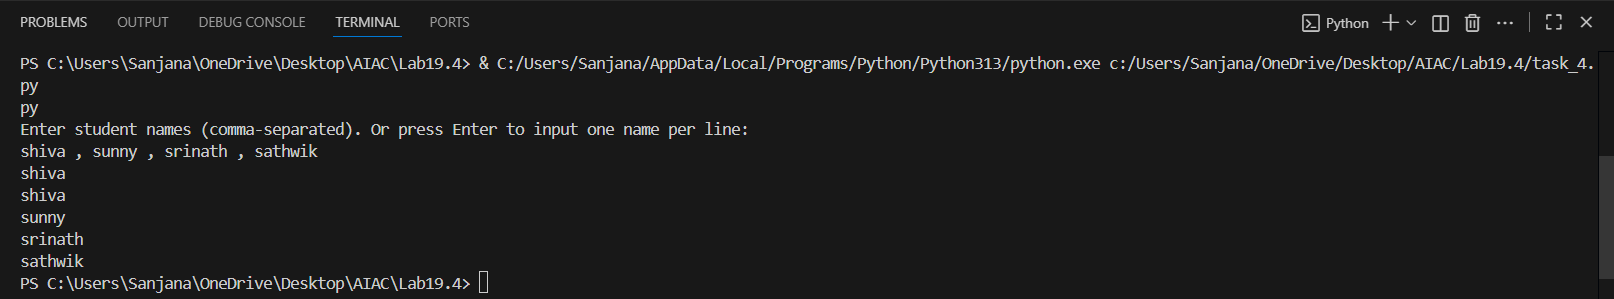 PROBLEMS OUTPUT DEBUG CONSOLE TERMINAL PORTS Python
PS C:\Users\Sanjana\OneDrive\Desktop\AIAC\Lab19.4> & C:/Users/Sanjana/AppData/Local/Programs/Python/Python313/python.exe c:/Users/Sanjana/OneDrive/Desktop/AIAC/Lab19.4/task_4.
py
py
Enter student names (comma-separated). Or press Enter to input one name per line:
shiva , sunny , srinath , sathwik
shiva
shiva
sunny
srinath
sathwik
PS C:\Users\Sanjana\OneDrive\Desktop\AIAC\Lab19.4>